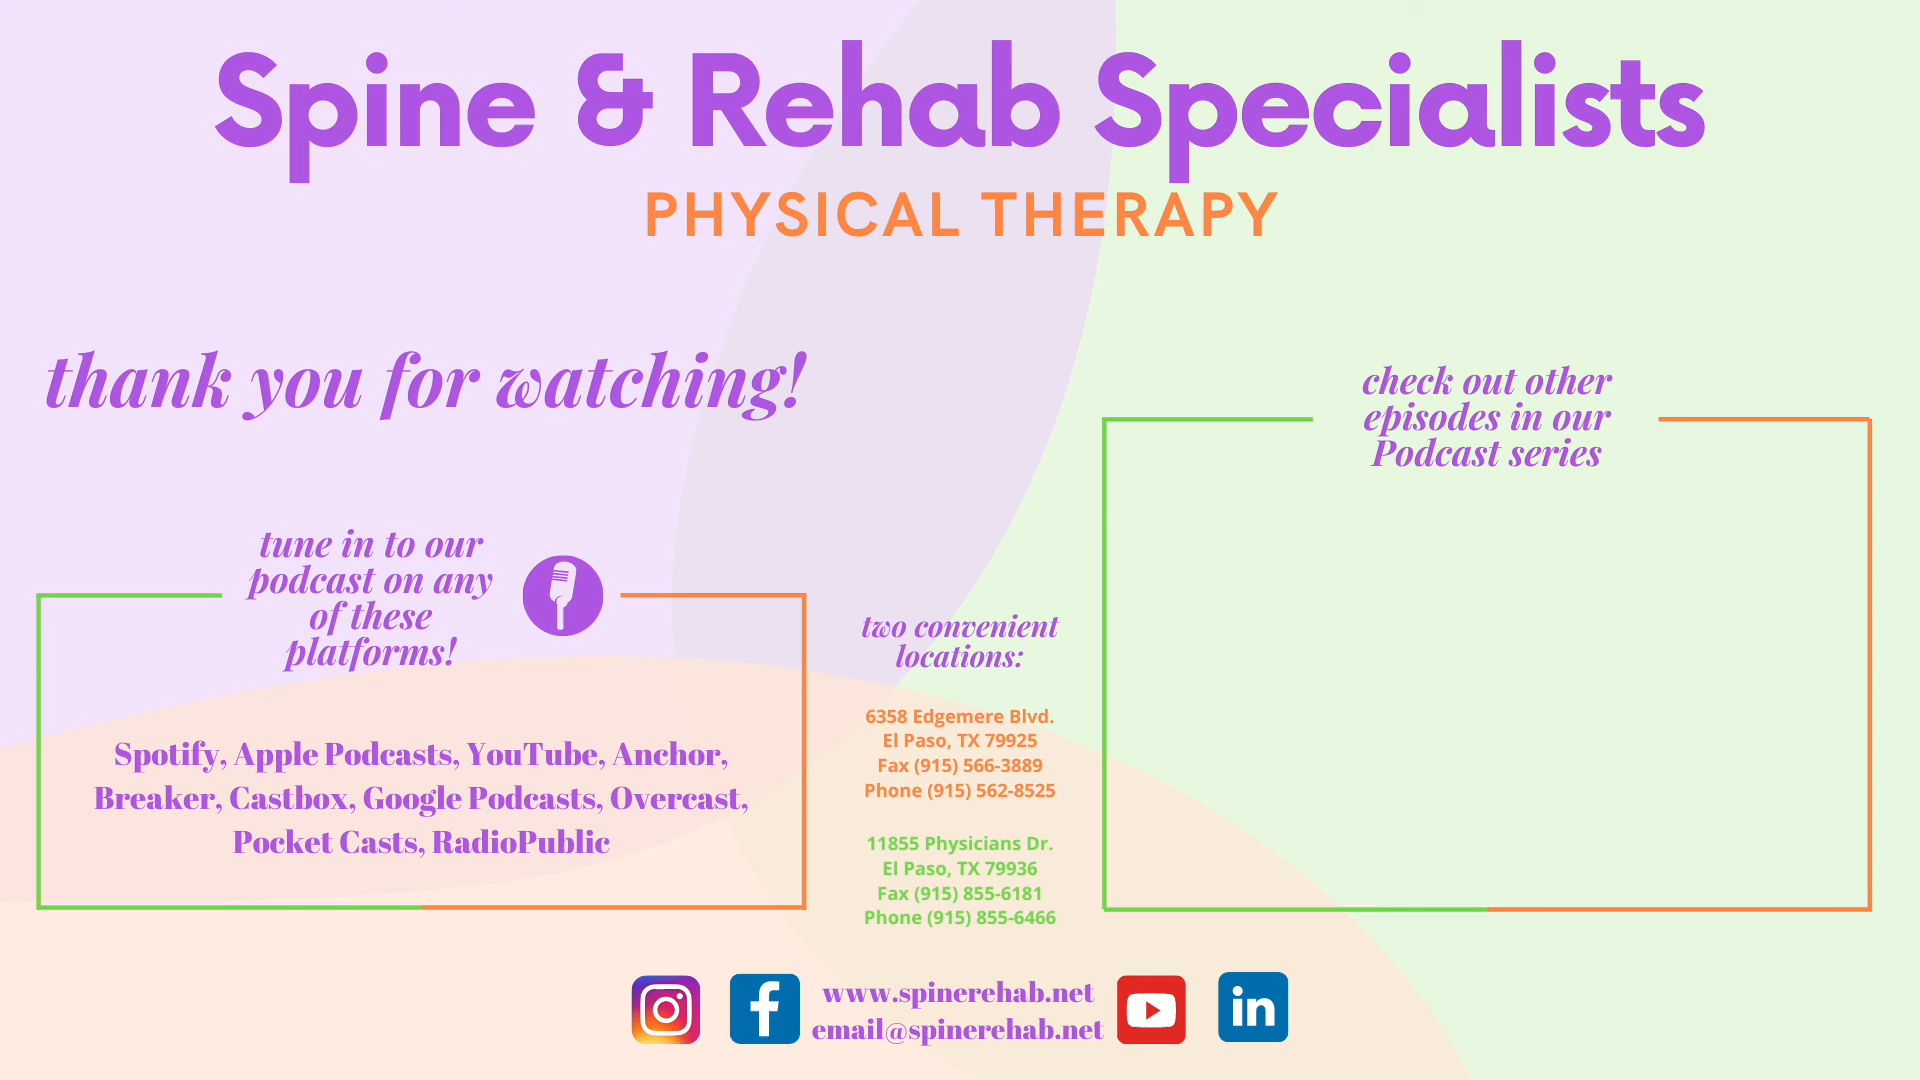 Spine & Rehab Specialists
PHYSICAL THERAPY
thank you for watching!
check out other
episodes in our
Podcast series
tune in to our
podcast on any
of these
platforms!
Spotify, Apple Podcasts, YouTube, Anchor,
Breaker, Castbox, Google Podcasts, Overcast,
Pocket Casts, RadioPublic
two convenient
locations:
6358 Edgemere Blvd.
El Paso, TX 79925
Fax (915) 566-3889
Phone (915) 562-8525
11855 Physicians Dr.
El Paso, TX 79936
Fax (915) 855-6181
Phone (915) 855-6466
www.spinerehab.net
email@spinerehab.net